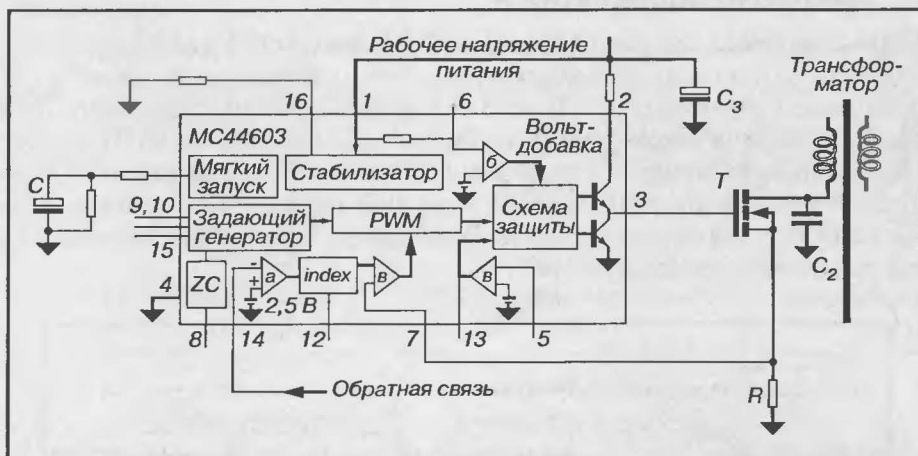 Рабочее напряжение
питания
Трансфор-
матор
16
1
6
2
C3
MC44603
Вольт-
добавка
Мягкий
запуск
Стабилизатор
б
C
T
3
9, 10
Задающий
генератор
PWM
Схема
защиты
15
C2
ZC
а
index
в
в
4
2,5 В
8
14
12
7
13
5
Обратная связь
R